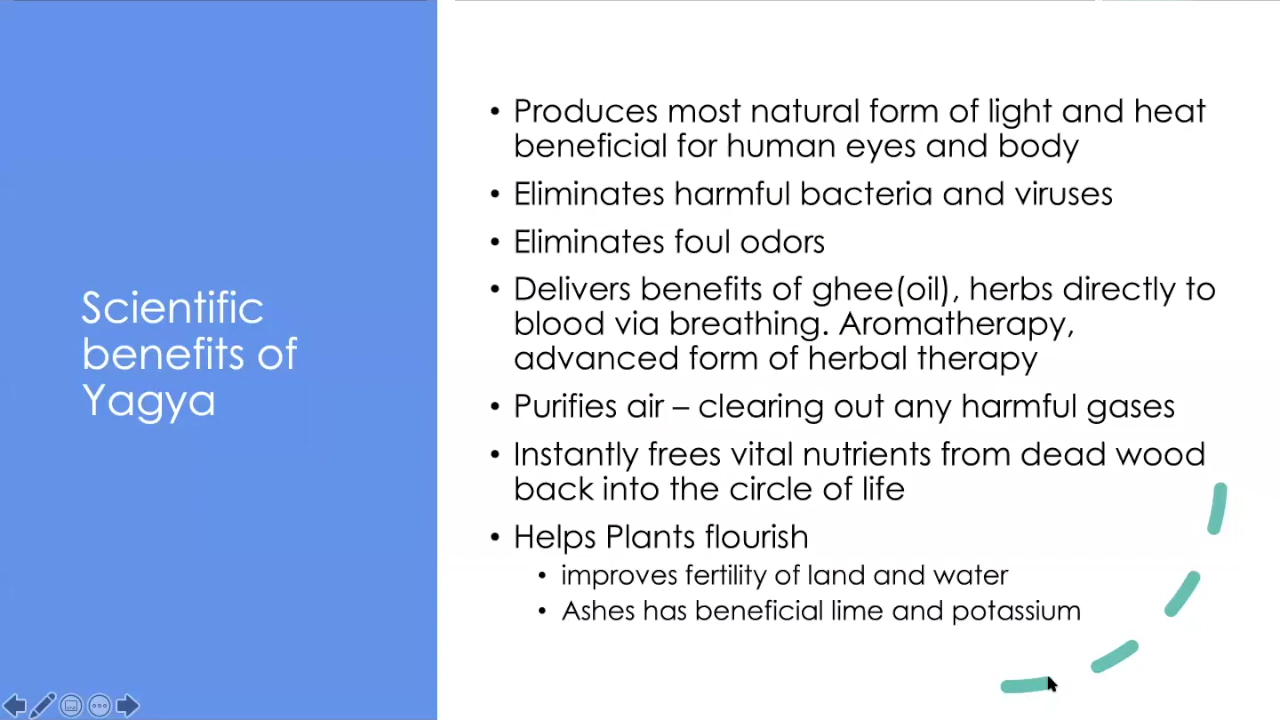 Scientific
benefits of
Yagya
• Produces most natural form of light and heat
beneficial for human eyes and body
• Eliminates harmful bacteria and viruses
• Eliminates foul odors
• Delivers benefits of ghee(oil), herbs directly to
blood via breathing. Aromatherapy,
advanced form of herbal therapy
• Purifies air – clearing out any harmful gases
• Instantly frees vital nutrients from dead wood
back into the circle of life
• Helps Plants flourish
• improves fertility of land and water
• Ashes has beneficial lime and potassium